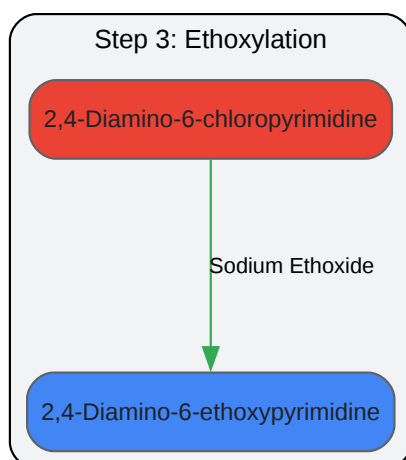 Step 3: Ethoxylation
2,4-Diamino-6-chloropyrimidine
Sodium Ethoxide
2,4-Diamino-6-ethoxypyrimidine